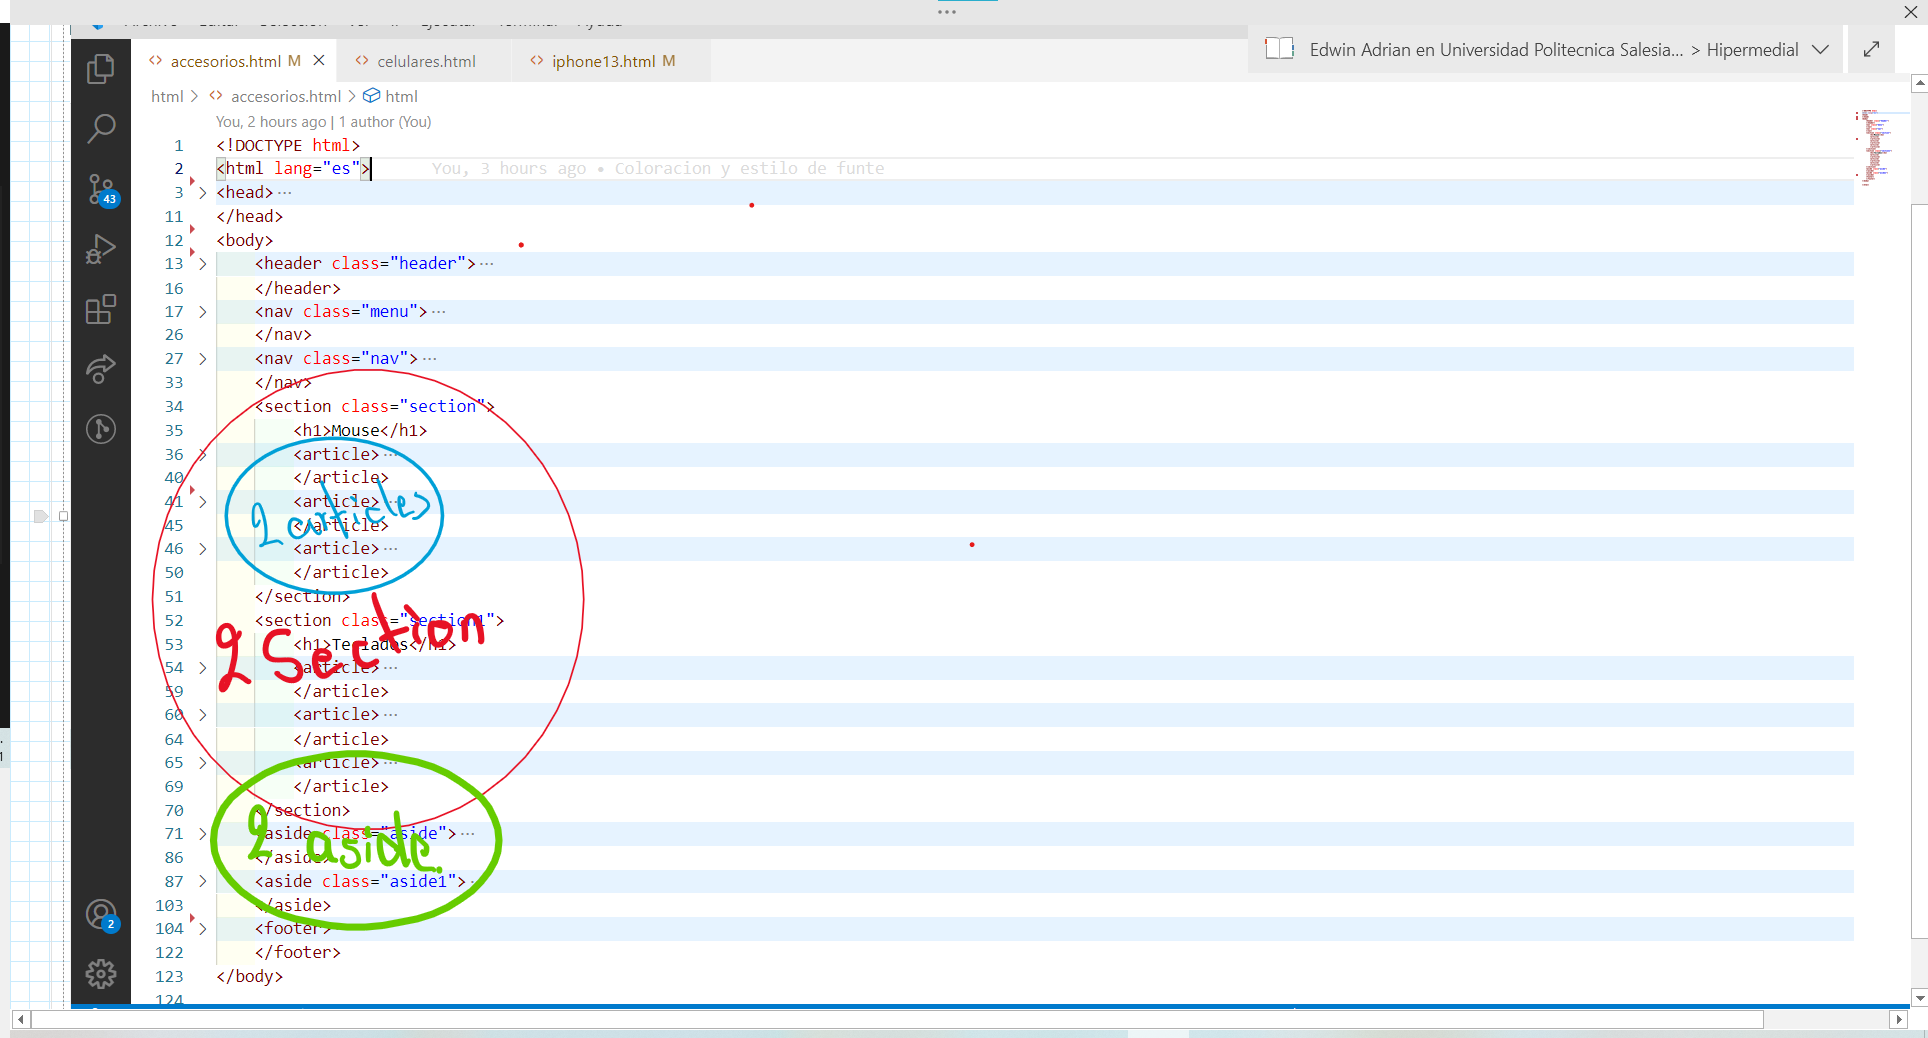 Edwin Adrian en Universidad Politecnica Salesia... > Hipermedial
accesorios.html M
celulares.html
iphone13.html M
html > accesorios.html > html
You, 2 hours ago | 1 author (You)
1 <!DOCTYPE html>
2 <html lang="es"> You, 3 hours ago • Coloracion y estilo de funte
3 <head>···
11 </head>
12 <body>
13 <header class="header">···
16 </header>
17 <nav class="menu">···
26 </nav>
27 <nav class="nav">···
33 </nav>
34 <section class="section">
35 <h1>Mouse</h1>
36 <article>···
40 </article>
41 <article>···
45 </article>
2 articles
46 <article>···
50 </article>
51 </section>
52 <section class="section1">
2 Section
53 <h1>Teclados</h1>
54 <article>···
59 </article>
60 <article>···
64 </article>
65 <article>···
69 </article>
70 </section>
71 <aside class="aside">···
2 aside.
86 </aside>
87 <aside class="aside1">···
103 </aside>
104 <footer>
122 </footer>
123 </body>
124
43
2